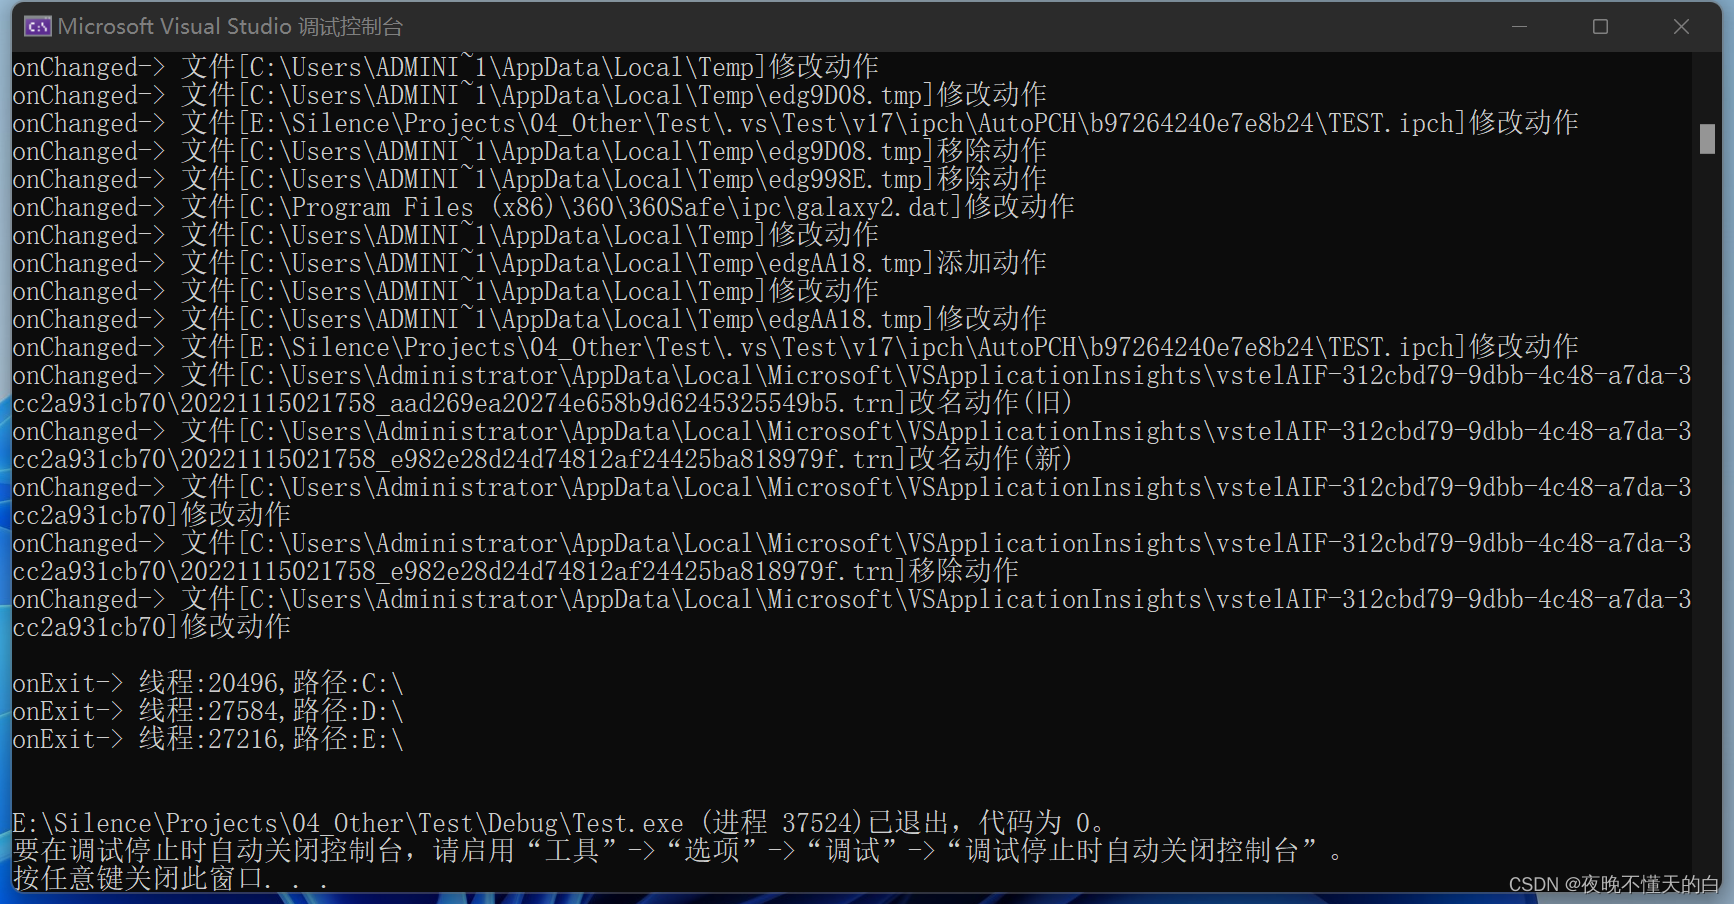 Microsoft Visual Studio 调试控制台
onChanged-> 文件[C:\Users\ADMINI~1\AppData\Local\Temp]修改动作
onChanged-> 文件[C:\Users\ADMINI~1\AppData\Local\Temp\edg9D08.tmp]修改动作
onChanged-> 文件[E:\Silence\Projects\04_Other\Test\.vs\Test\v17\ipch\AutoPCH\b97264240e7e8b24\TEST.ipch]修改动作
onChanged-> 文件[C:\Users\ADMINI~1\AppData\Local\Temp\edg9D08.tmp]移除动作
onChanged-> 文件[C:\Users\ADMINI~1\AppData\Local\Temp\edg998E.tmp]移除动作
onChanged-> 文件[C:\Program Files (x86)\360\360Safe\ipc\galaxy2.dat]修改动作
onChanged-> 文件[C:\Users\ADMINI~1\AppData\Local\Temp]修改动作
onChanged-> 文件[C:\Users\ADMINI~1\AppData\Local\Temp\edgAA18.tmp]添加动作
onChanged-> 文件[C:\Users\ADMINI~1\AppData\Local\Temp]修改动作
onChanged-> 文件[C:\Users\ADMINI~1\AppData\Local\Temp\edgAA18.tmp]修改动作
onChanged-> 文件[E:\Silence\Projects\04_Other\Test\.vs\Test\v17\ipch\AutoPCH\b97264240e7e8b24\TEST.ipch]修改动作
onChanged-> 文件[C:\Users\Administrator\AppData\Local\Microsoft\VSApplicationInsights\vstelAIF-312cbd79-9dbb-4c48-a7da-3
cc2a931cb70\20221115021758_aad269ea20274e658b9d6245325549b5.trn]改名动作(旧)
onChanged-> 文件[C:\Users\Administrator\AppData\Local\Microsoft\VSApplicationInsights\vstelAIF-312cbd79-9dbb-4c48-a7da-3
cc2a931cb70\20221115021758_e982e28d24d74812af24425ba818979f.trn]改名动作(新)
onChanged-> 文件[C:\Users\Administrator\AppData\Local\Microsoft\VSApplicationInsights\vstelAIF-312cbd79-9dbb-4c48-a7da-3
cc2a931cb70]修改动作
onChanged-> 文件[C:\Users\Administrator\AppData\Local\Microsoft\VSApplicationInsights\vstelAIF-312cbd79-9dbb-4c48-a7da-3
cc2a931cb70\20221115021758_e982e28d24d74812af24425ba818979f.trn]移除动作
onChanged-> 文件[C:\Users\Administrator\AppData\Local\Microsoft\VSApplicationInsights\vstelAIF-312cbd79-9dbb-4c48-a7da-3
cc2a931cb70]修改动作
onExit-> 线程:20496,路径:C:\
onExit-> 线程:27584,路径:D:\
onExit-> 线程:27216,路径:E:\
E:\Silence\Projects\04_Other\Test\Debug\Test.exe (进程 37524)已退出，代码为 0。
要在调试停止时自动关闭控制台，请启用“工具”->“选项”->“调试”->“调试停止时自动关闭控制台”。
按任意键关闭此窗口. . .
CSDN @夜晚不懂天的白